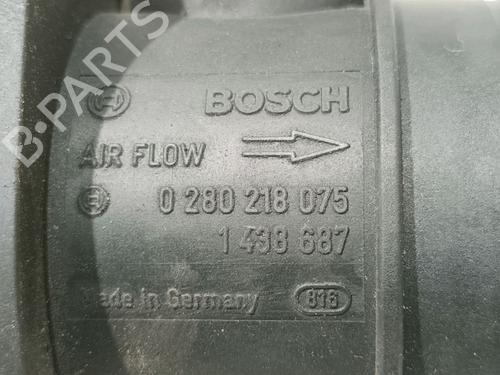 B-PARTS
BOSCH
AIR FLOW
0 280 218 075
1 438 687
Made in Germany 816